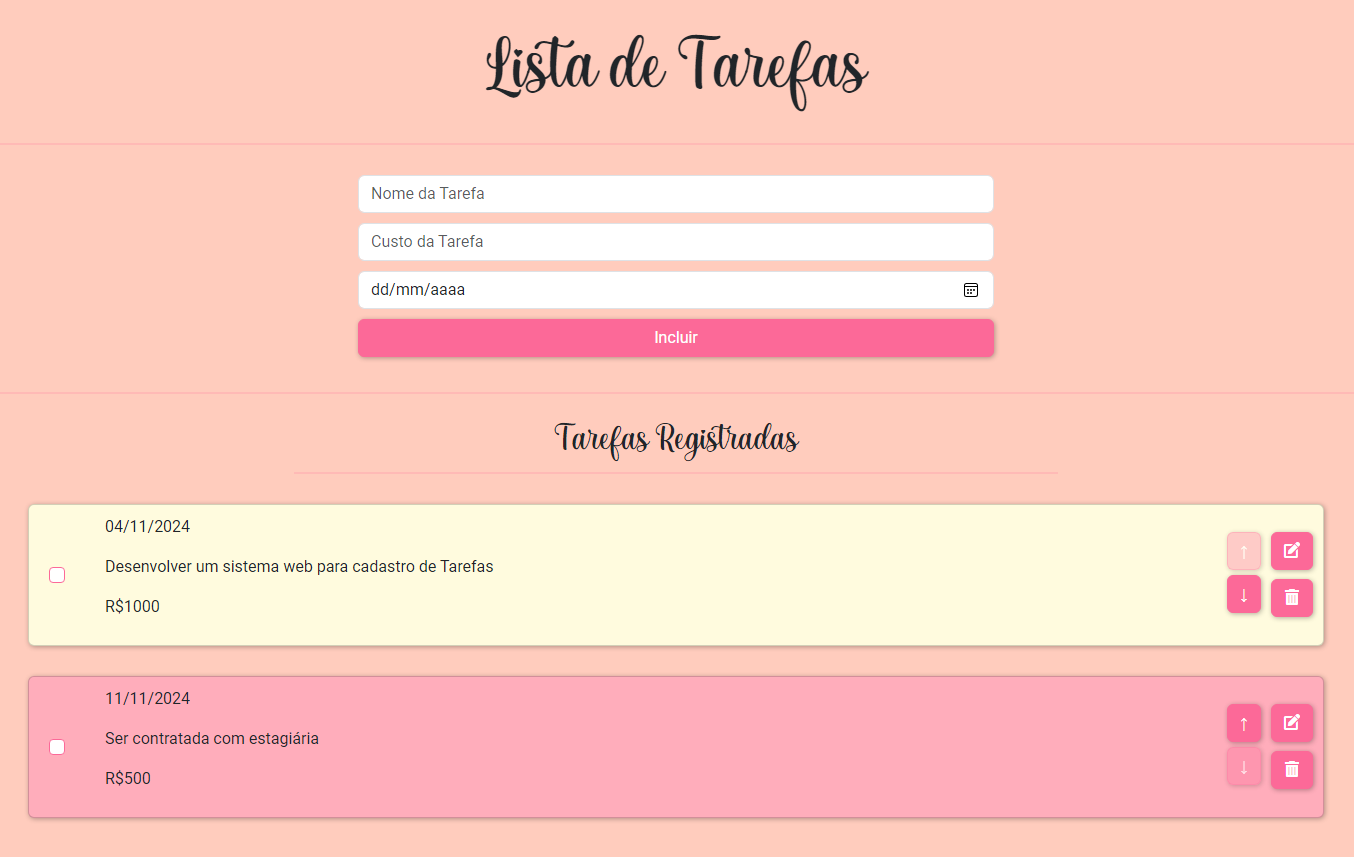 Lista de Tarefas
Nome da Tarefa
Custo da Tarefa
dd/mm/aaaa
Incluir
Tarefas Registradas
04/11/2024
Desenvolver um sistema web para cadastro de Tarefas
R$1000
↑
↓
11/11/2024
Ser contratada com estagiária
R$500
↑
↓